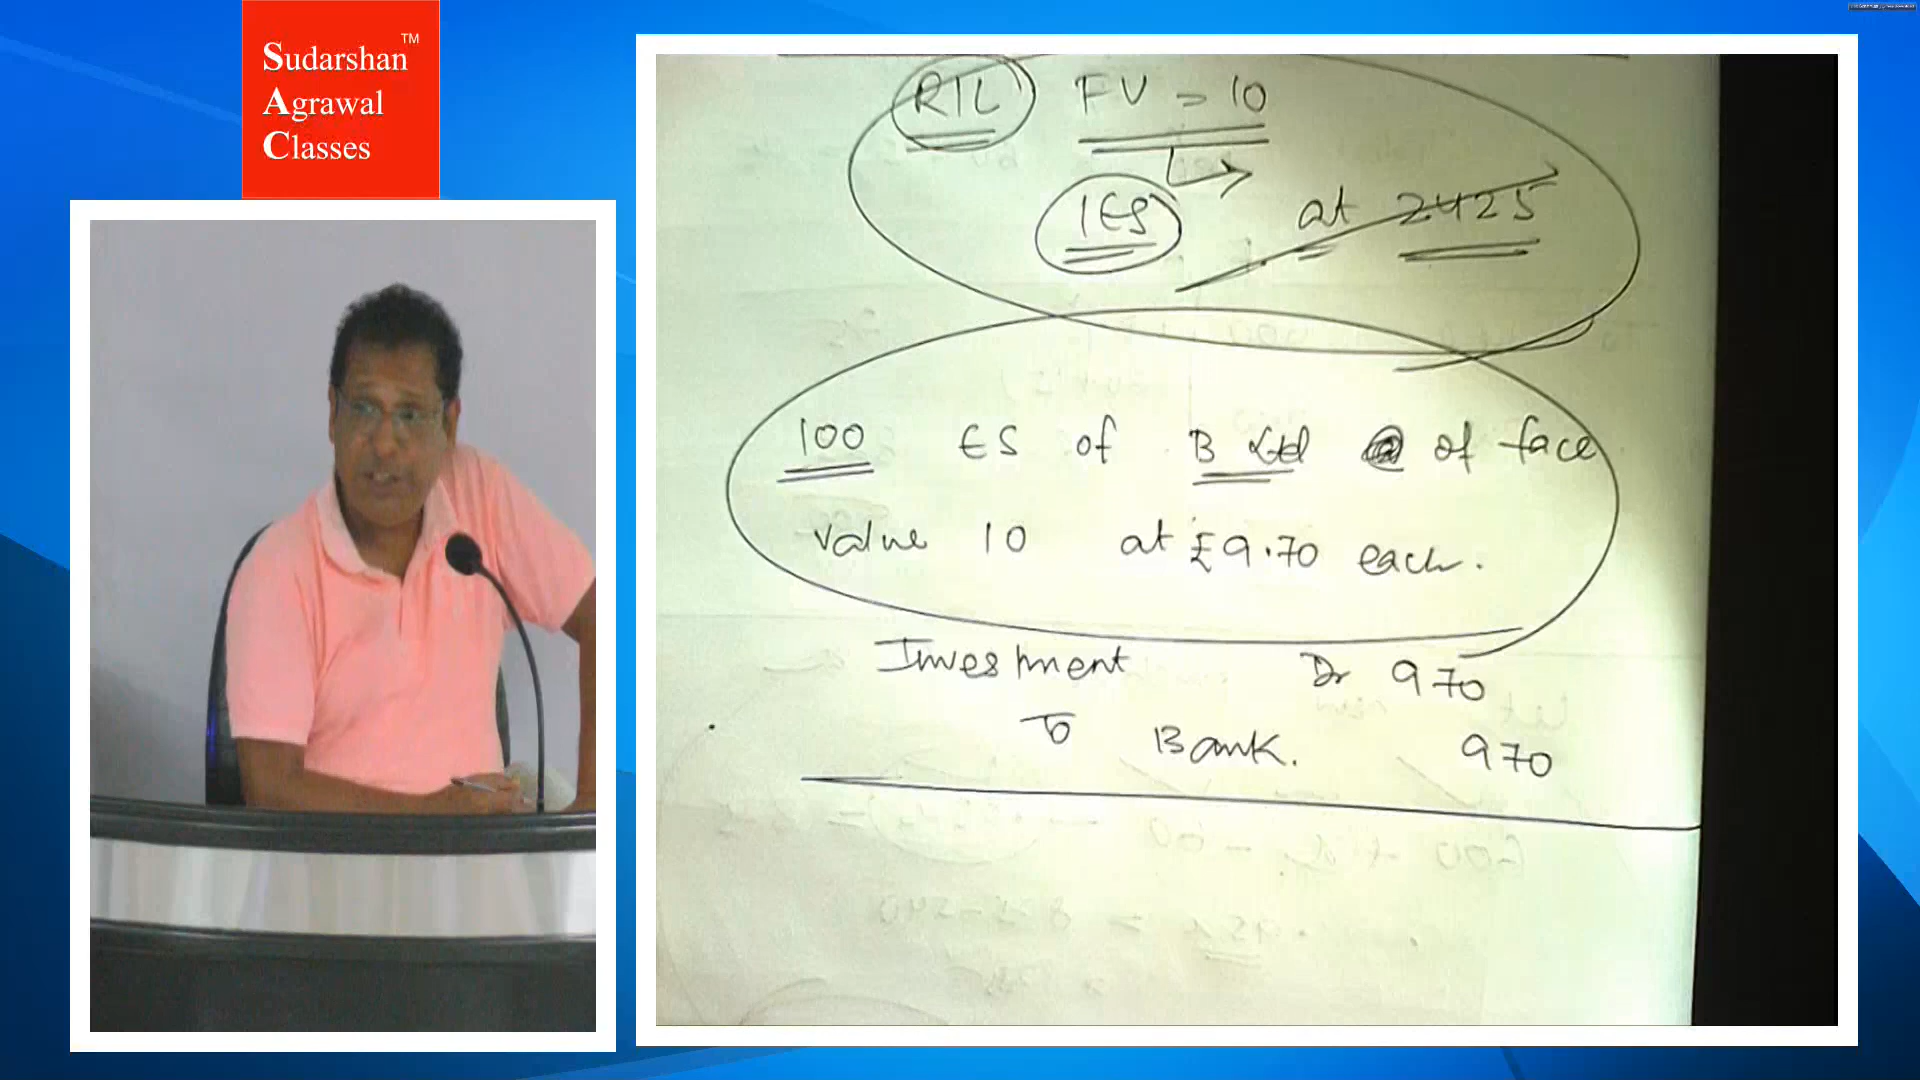 Sudarshan™
Agrawal
Classes
RIL FV = 10
1ES at 2425
100 ES of B Ltd of face
value 10 at £9.70 each.
Investment Dr 970
To Bank. 970